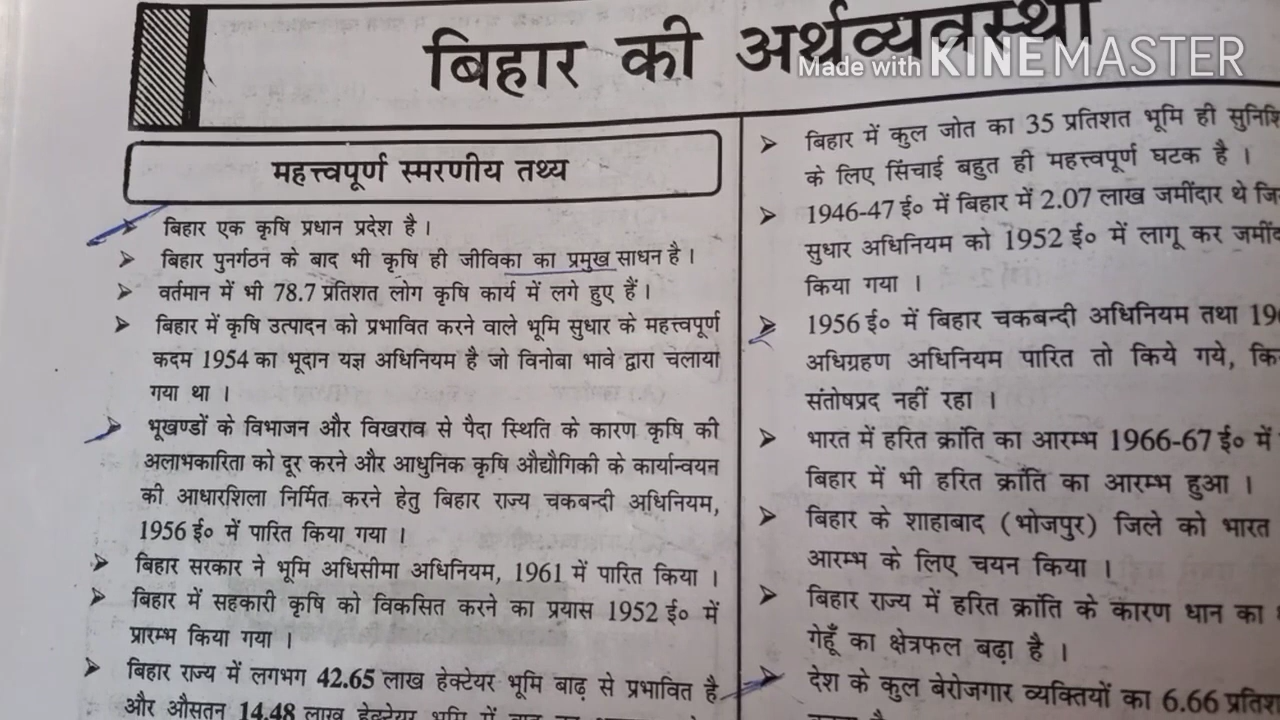 बिहार की अर्थव्यवस्था
Made with KINEMASTER
महत्त्वपूर्ण स्मरणीय तथ्य
➤ बिहार एक कृषि प्रधान प्रदेश है ।
➤ बिहार पुनर्गठन के बाद भी कृषि ही जीविका का प्रमुख साधन है ।
➤ वर्तमान में भी 78.7 प्रतिशत लोग कृषि कार्य में लगे हुए हैं ।
➤ बिहार में कृषि उत्पादन को प्रभावित करने वाले भूमि सुधार के महत्त्वपूर्ण
कदम 1954 का भूदान यज्ञ अधिनियम है जो विनोबा भावे द्वारा चलाया
गया था ।
➤ भूखण्डों के विभाजन और विखराव से पैदा स्थिति के कारण कृषि की
अलाभकारिता को दूर करने और आधुनिक कृषि औद्योगिकी के कार्यान्वयन
की आधारशिला निर्मित करने हेतु बिहार राज्य चकबन्दी अधिनियम,
1956 ई० में पारित किया गया ।
➤ बिहार सरकार ने भूमि अधिसीमा अधिनियम, 1961 में पारित किया ।
➤ बिहार में सहकारी कृषि को विकसित करने का प्रयास 1952 ई० में
प्रारम्भ किया गया ।
➤ बिहार राज्य में लगभग 42.65 लाख हेक्टेयर भूमि बाढ़ से प्रभावित है
और औसतन 14.48 लाख हेक्टेयर भूमि में बाढ़
➤ बिहार में कुल जोत का 35 प्रतिशत भूमि ही
के लिए सिंचाई बहुत ही महत्त्वपूर्ण घटक है ।
➤ 1946-47 ई० में बिहार में 2.07 लाख जमींदार थे
सुधार अधिनियम को 1952 ई० में लागू कर
किया गया ।
➤ 1956 ई० में बिहार चकबन्दी अधिनियम तथा
अधिग्रहण अधिनियम पारित तो किये गये,
संतोषप्रद नहीं रहा ।
➤ भारत में हरित क्रांति का आरम्भ 1966-67 ई० में
बिहार में भी हरित क्रांति का आरम्भ हुआ ।
➤ बिहार के शाहाबाद (भोजपुर) जिले को भारत
आरम्भ के लिए चयन किया ।
➤ बिहार राज्य में हरित क्रांति के कारण धान का
गेहूँ का क्षेत्रफल बढ़ा है ।
➤ देश के कुल बेरोजगार व्यक्तियों का 6.66